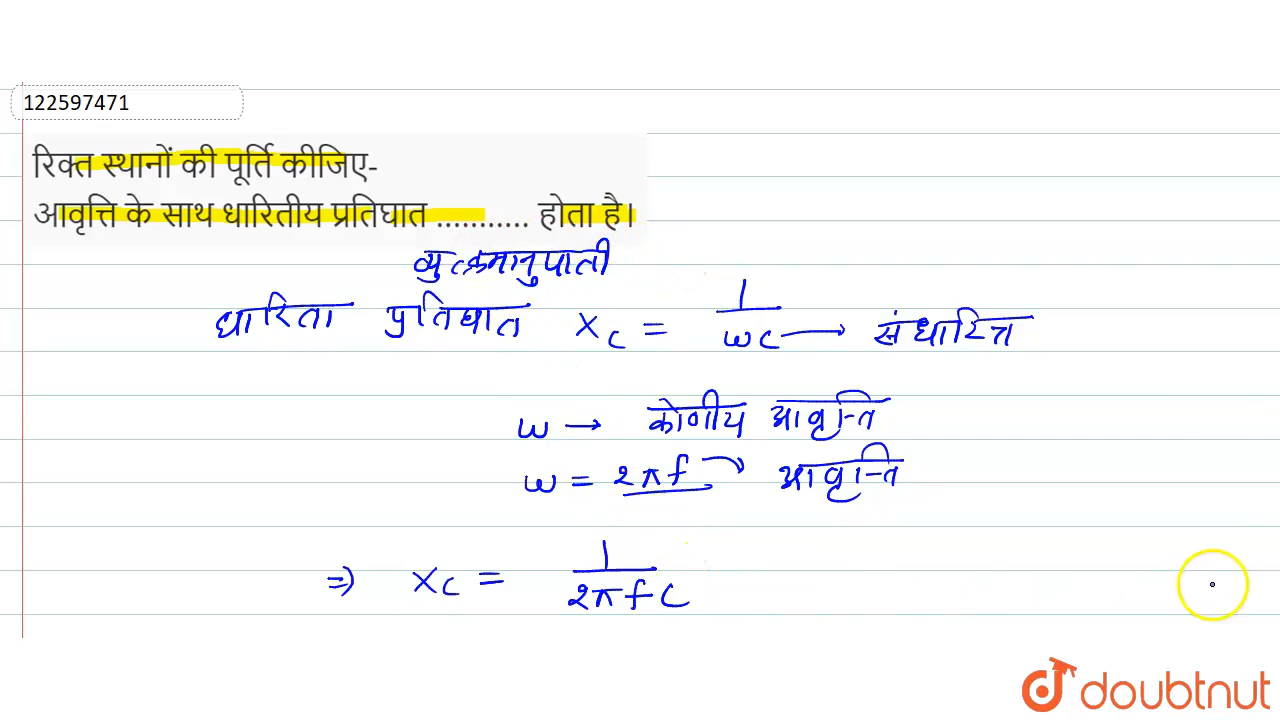 122597471
रिक्त स्थानों की पूर्ति कीजिए-
आवृत्ति के साथ धारितीय प्रतिघात ............ होता है।
व्युत्क्रमानुपाती
धारिता प्रतिघात Xc = 1/ωc → संधारित्र
ω → कोणीय आवृत्ति
ω = 2πf → आवृत्ति
⇒ Xc = 1/2πfc
doubtnut